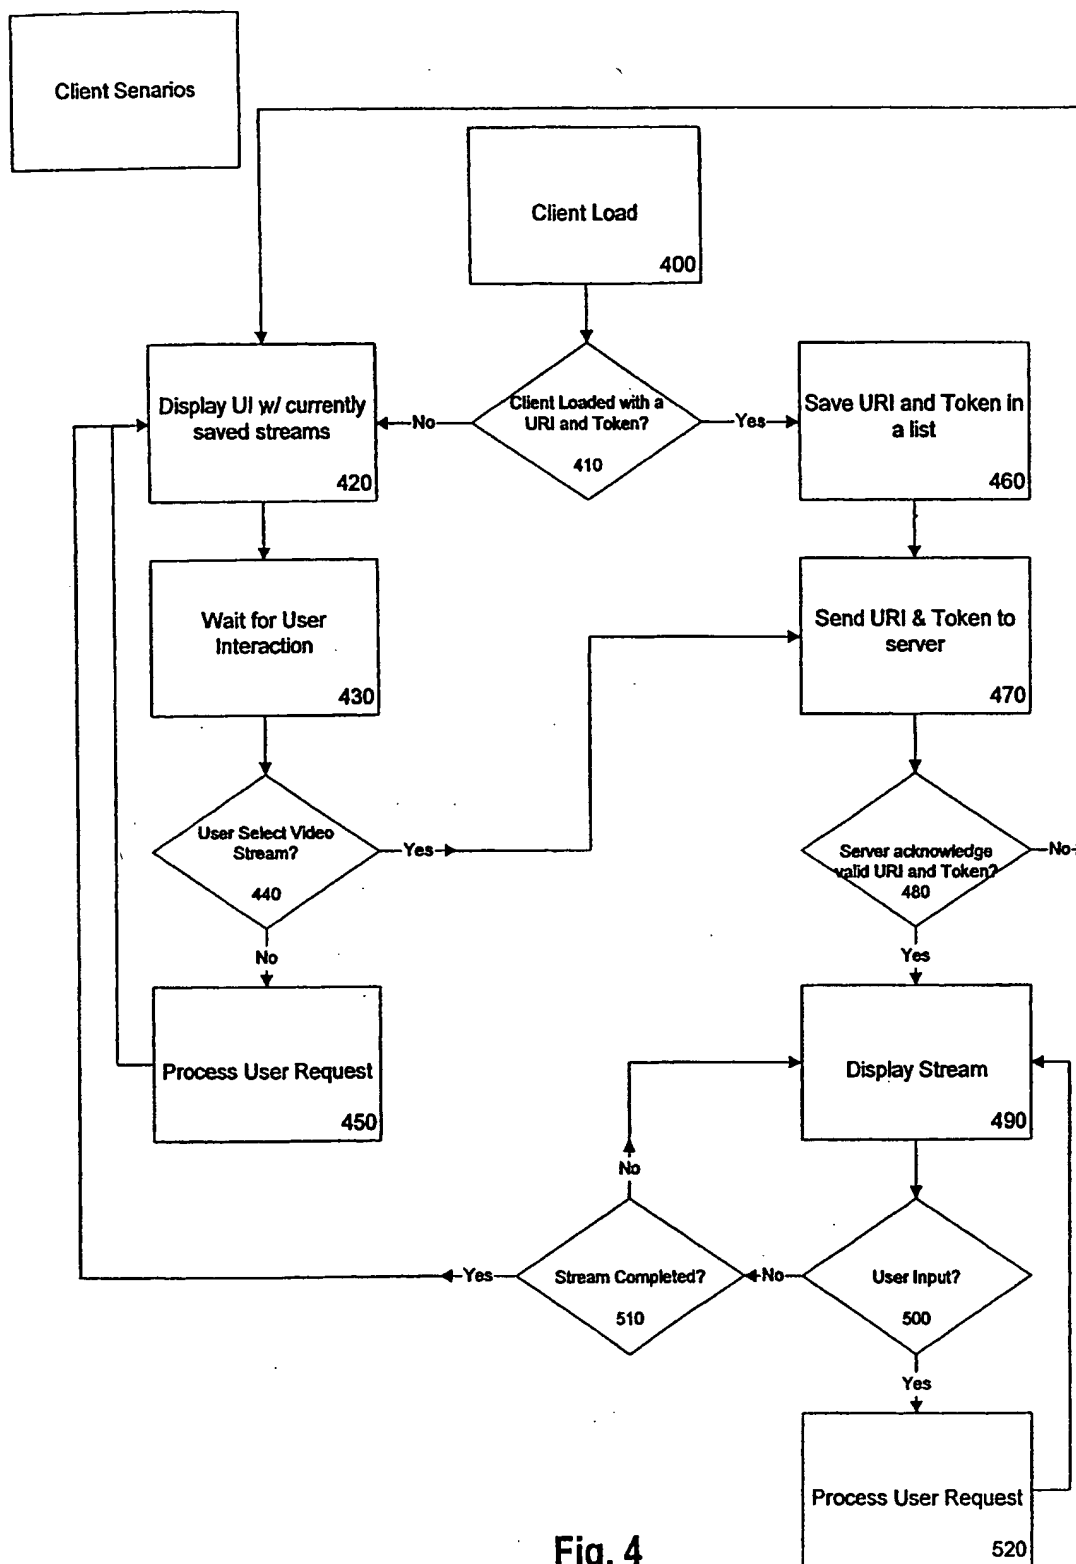 Client Senarios
Client Load
400
Display UI w/ currently
saved streams
420
No
Client Loaded with a
URI and Token?
410
Yes
Save URI and Token in
a list
460
Wait for User
Interaction
430
Send URI & Token to
server
470
User Select Video
Stream?
440
Yes
Server acknowledge
valid URI and Token?
480
No
No
Yes
Process User Request
450
Display Stream
490
No
Yes
Stream Completed?
510
No
User Input?
500
Yes
Process User Request
520
Fig. 4